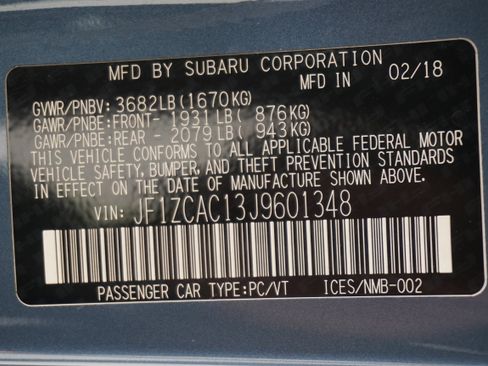 MFD BY SUBARU CORPORATION
MFD IN 02/18
GVWR/PNBV: 3682LB(1670KG)
GAWR/PNBE:FRONT- 1931LB( 876KG)
GAWR/PNBE:REAR - 2079LB( 943KG)
THIS VEHICLE CONFORMS TO ALL APPLICABLE FEDERAL MOTOR
VEHICLE SAFETY,BUMPER,AND THEFT PREVENTION STANDARDS
IN EFFECT ON THE DATE OF MANUFACTURE SHOWN ABOVE.
VIN: JF1ZCAC13J9601348
PASSENGER CAR TYPE:PC/VT ICES/NMB-002